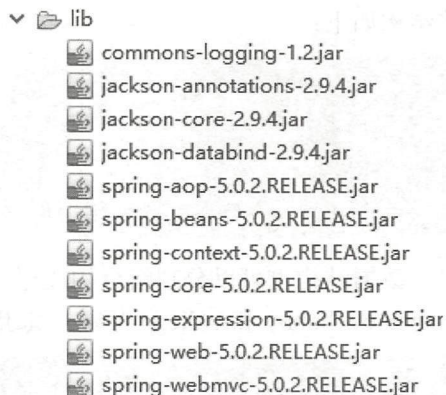 lib
commons-logging-1.2.jar
jackson-annotations-2.9.4.jar
jackson-core-2.9.4.jar
jackson-databind-2.9.4.jar
spring-aop-5.0.2.RELEASE.jar
spring-beans-5.0.2.RELEASE.jar
spring-context-5.0.2.RELEASE.jar
spring-core-5.0.2.RELEASE.jar
spring-expression-5.0.2.RELEASE.jar
spring-web-5.0.2.RELEASE.jar
spring-webmvc-5.0.2.RELEASE.jar